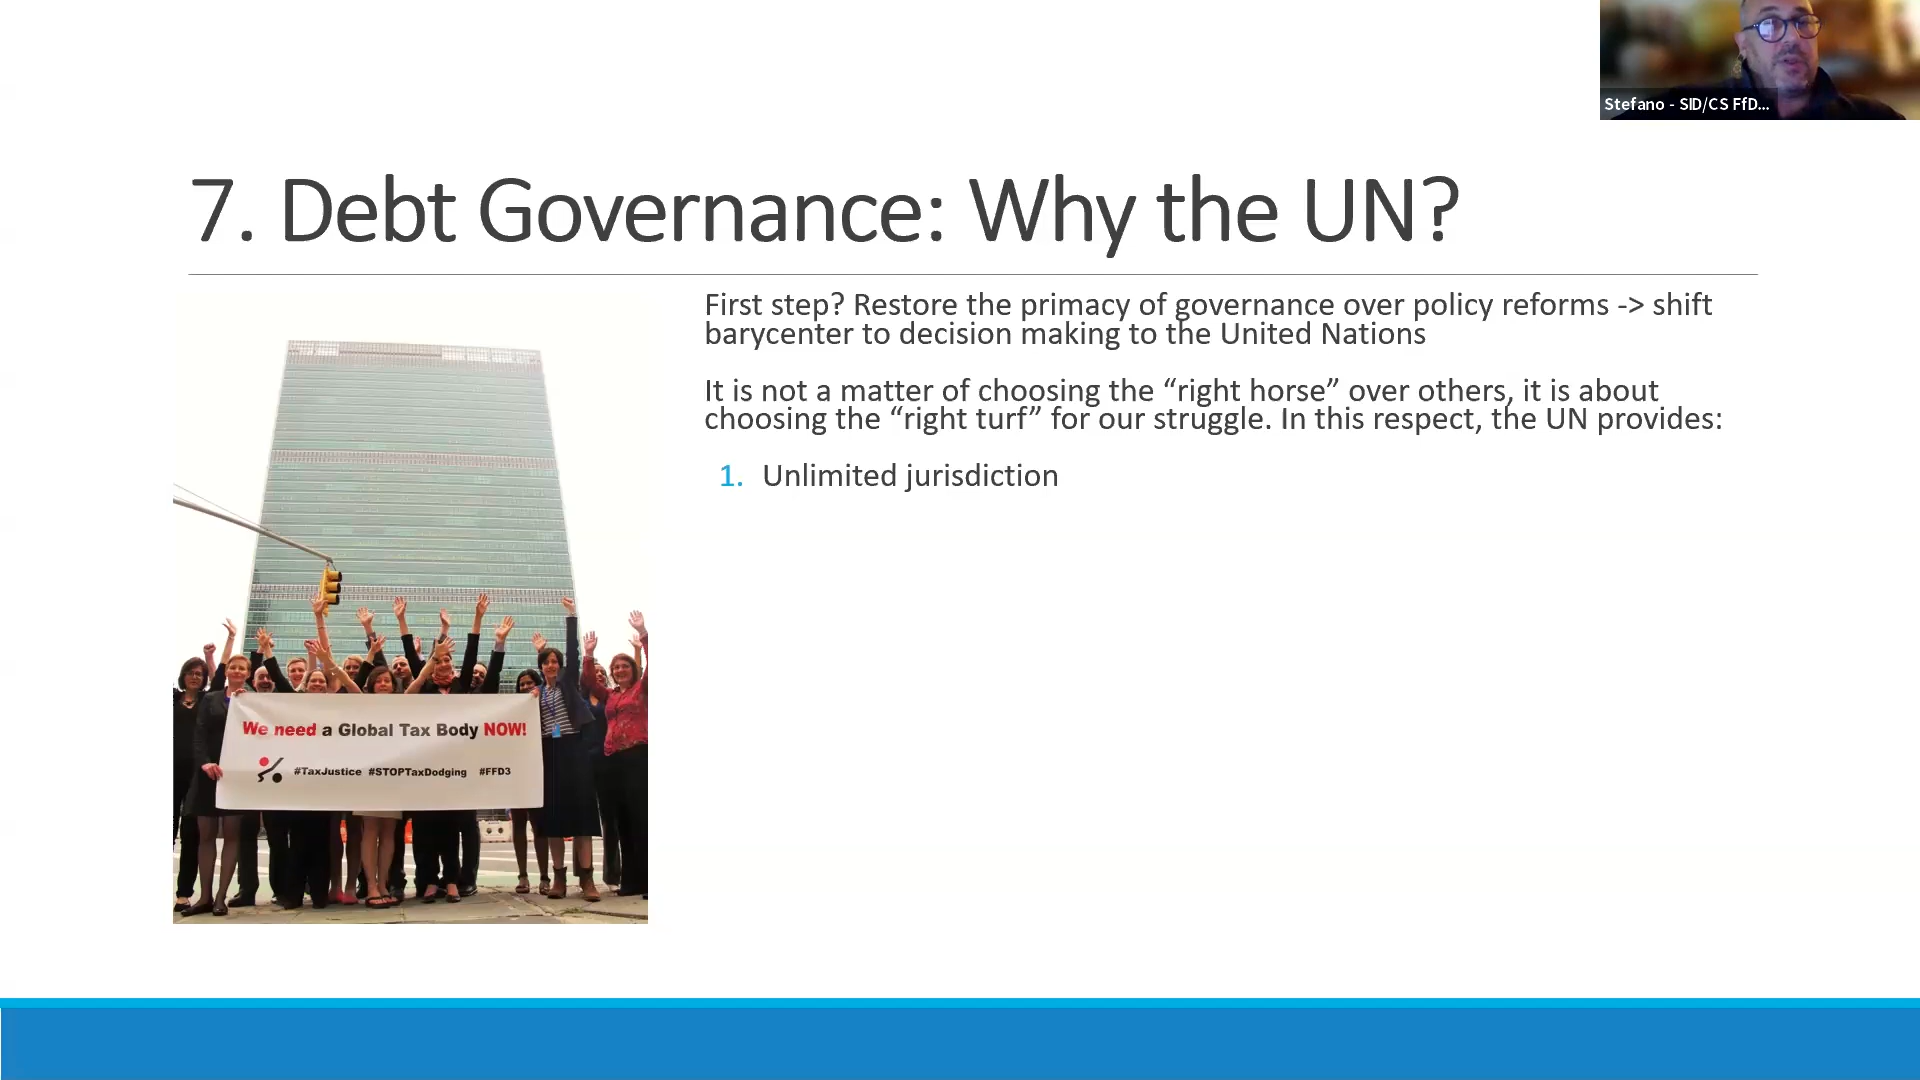 Stefano - SID/CS FfD...
7. Debt Governance: Why the UN?
First step? Restore the primacy of governance over policy reforms -> shift
barycenter to decision making to the United Nations
It is not a matter of choosing the “right horse” over others, it is about
choosing the “right turf” for our struggle. In this respect, the UN provides:
1. Unlimited jurisdiction
We need a Global Tax Body NOW!
#TaxJustice #STOPTaxDodging #FFD3